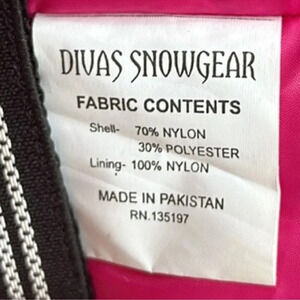 DIVAS SNOWGEAR
FABRIC CONTENTS
Shell- 70% NYLON
30% POLYESTER
Lining- 100% NYLON
MADE IN PAKISTAN
RN.135197